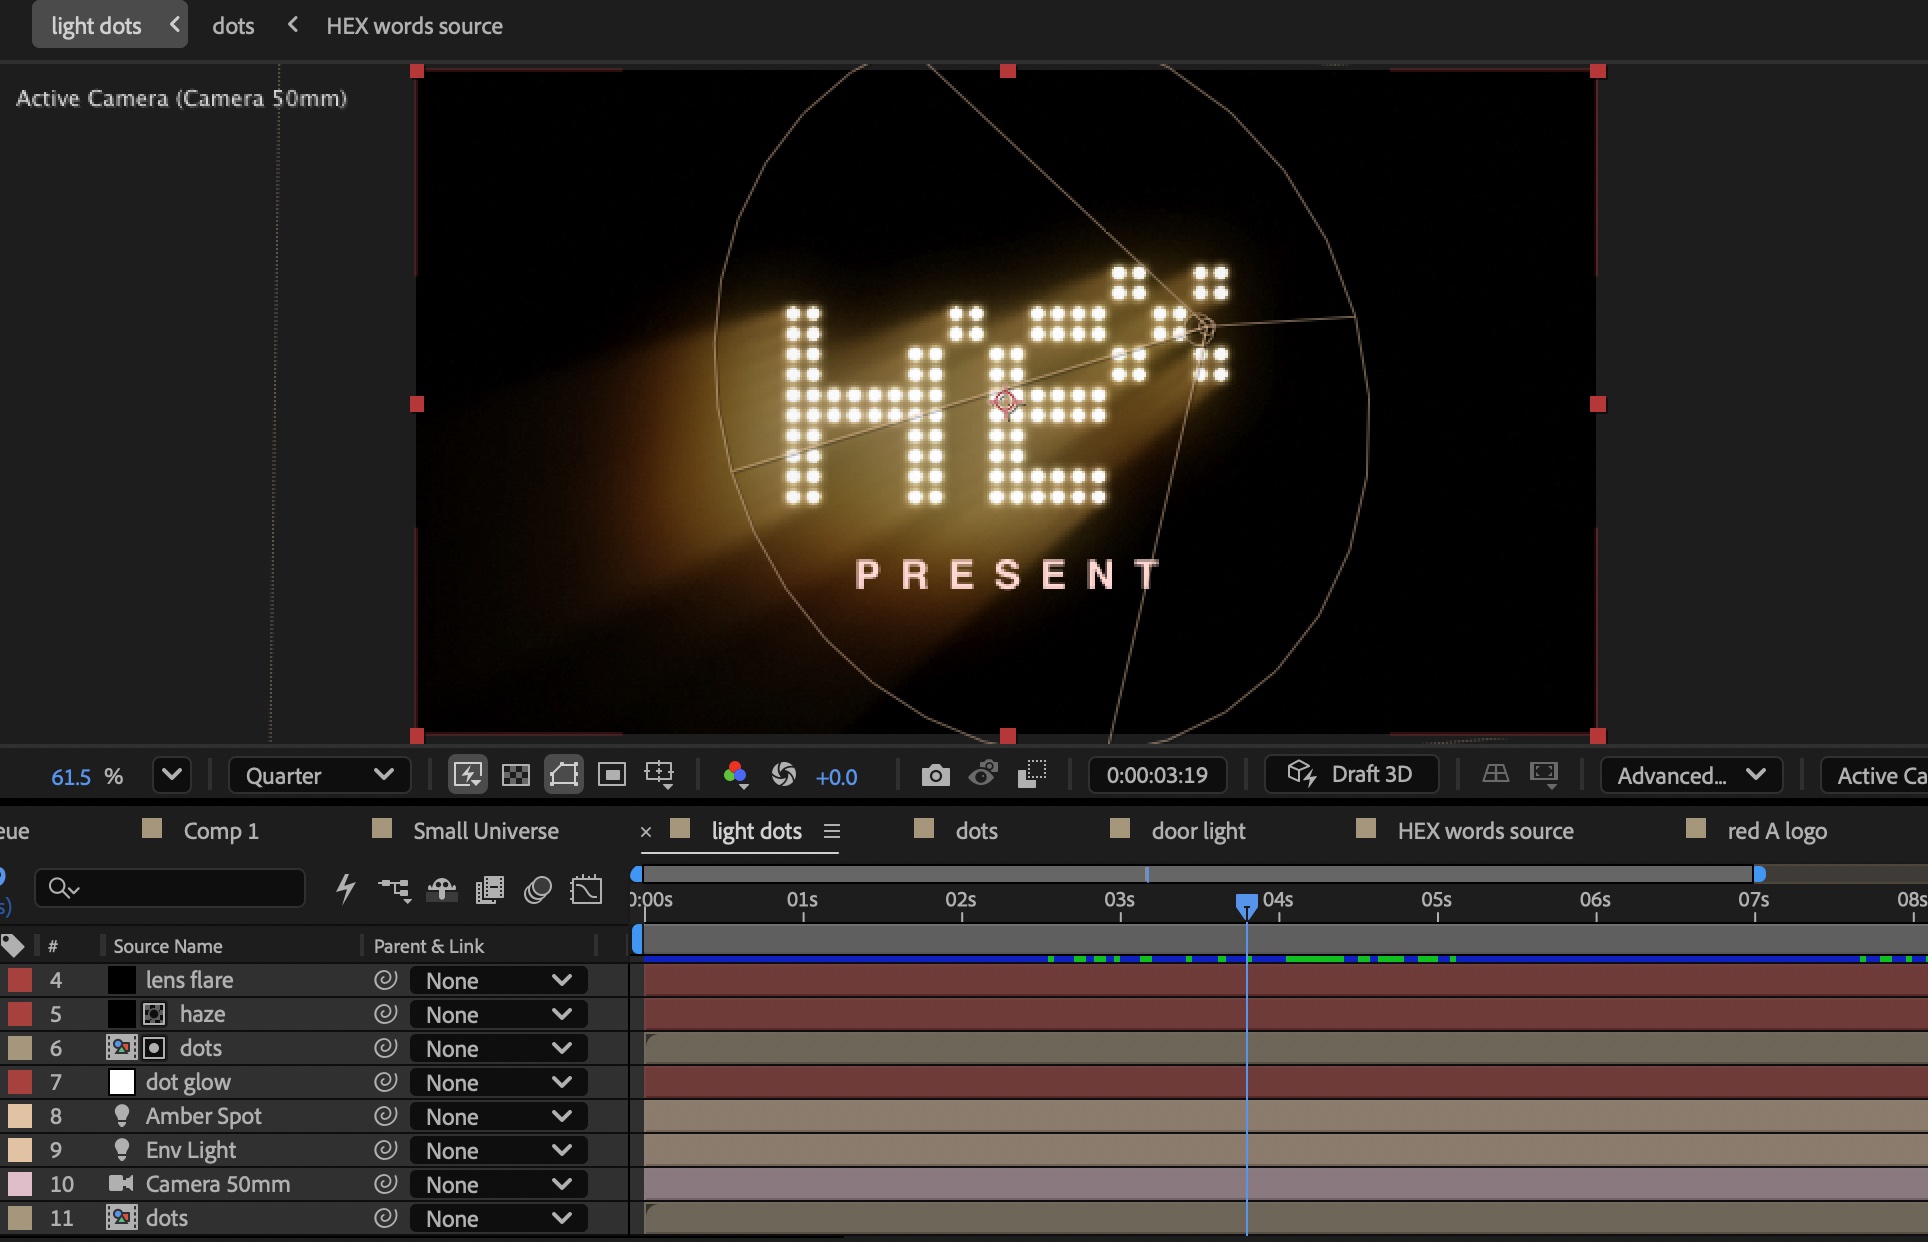 light dots
dots
HEX words source
Active Camera (Camera 50mm)
HEX
PRESENT
61.5 %
Quarter
+0.0
0:00:03:19
Draft 3D
Advanced...
Active Ca
eue
Comp 1
Small Universe
× light dots
dots
door light
HEX words source
red A logo
s)
0:00s 01s 02s 03s 04s 05s 06s 07s 08s
# Source Name Parent & Link
4 lens flare None
5 haze None
6 dots None
7 dot glow None
8 Amber Spot None
9 Env Light None
10 Camera 50mm None
11 dots None